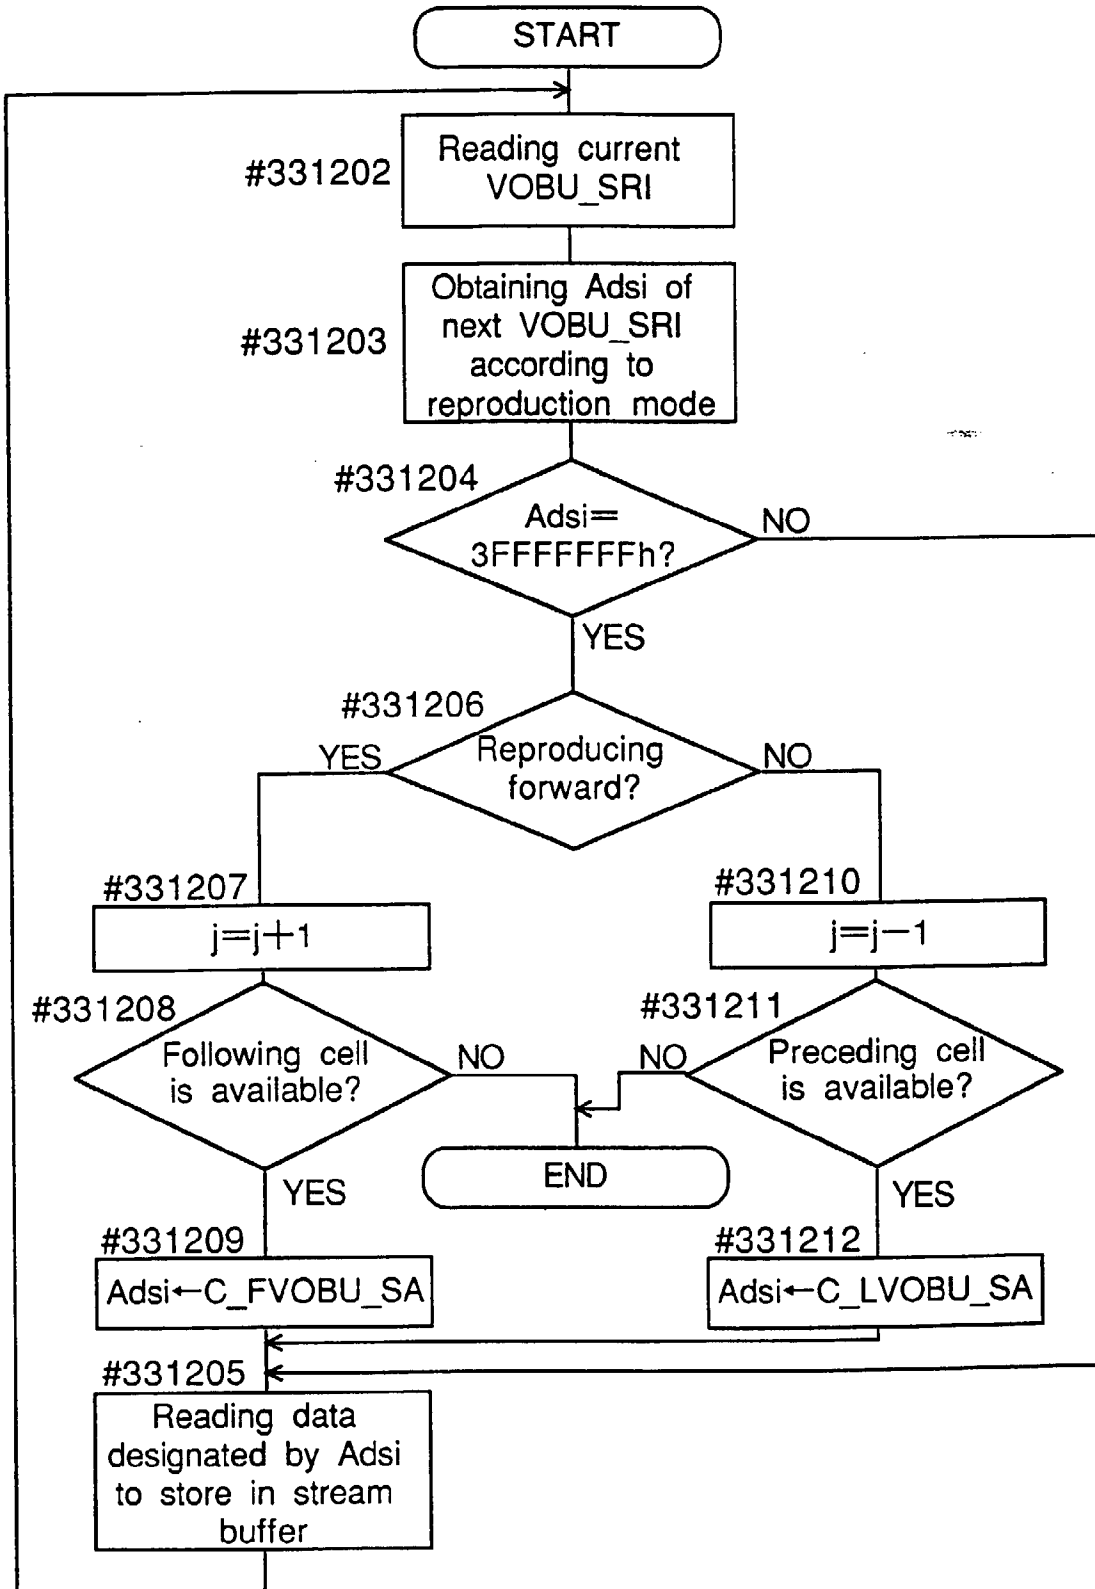 START
#331202
Reading current
VOBU_SRI
#331203
Obtaining Adsi of
next VOBU_SRI
according to
reproduction mode
#331204
Adsi=
3FFFFFFFh?
NO
YES
#331206
Reproducing
forward?
YES
NO
#331207
j=j+1
#331210
j=j-1
#331208
Following cell
is available?
NO
#331211
Preceding cell
is available?
NO
END
YES
YES
#331209
Adsi←C_FVOBU_SA
#331212
Adsi←C_LVOBU_SA
#331205
Reading data
designated by Adsi
to store in stream
buffer